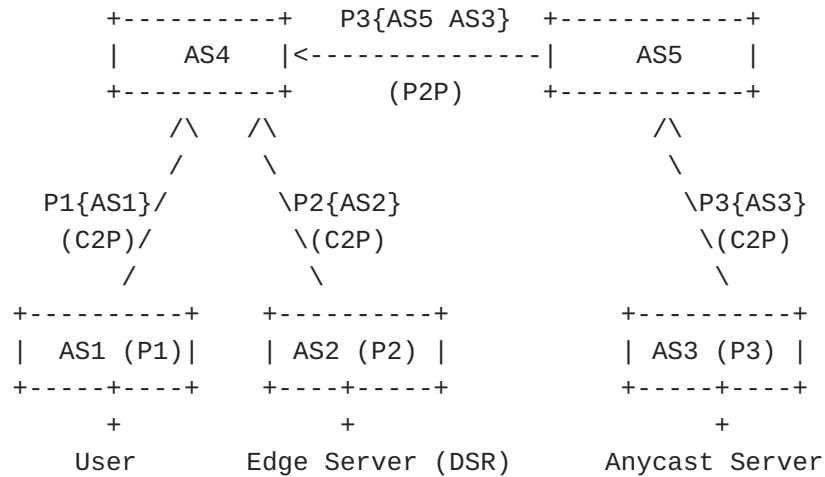 +----------+   P3{AS5 AS3}  +------------+
|    AS4   |<---------------|    AS5     |
+----------+      (P2P)     +------------+
/\   /\                         /\
/     \                          \
P1{AS1}/       \P2{AS2}                  \P3{AS3}
(C2P)/         \(C2P)                    \(C2P)
/           \                          \
+----------+    +----------+          +----------+
|  AS1 (P1)|    | AS2 (P2) |          | AS3 (P3) |
+-----+----+    +----+-----+          +-----+----+
+              +                      +
User      Edge Server (DSR)     Anycast Server